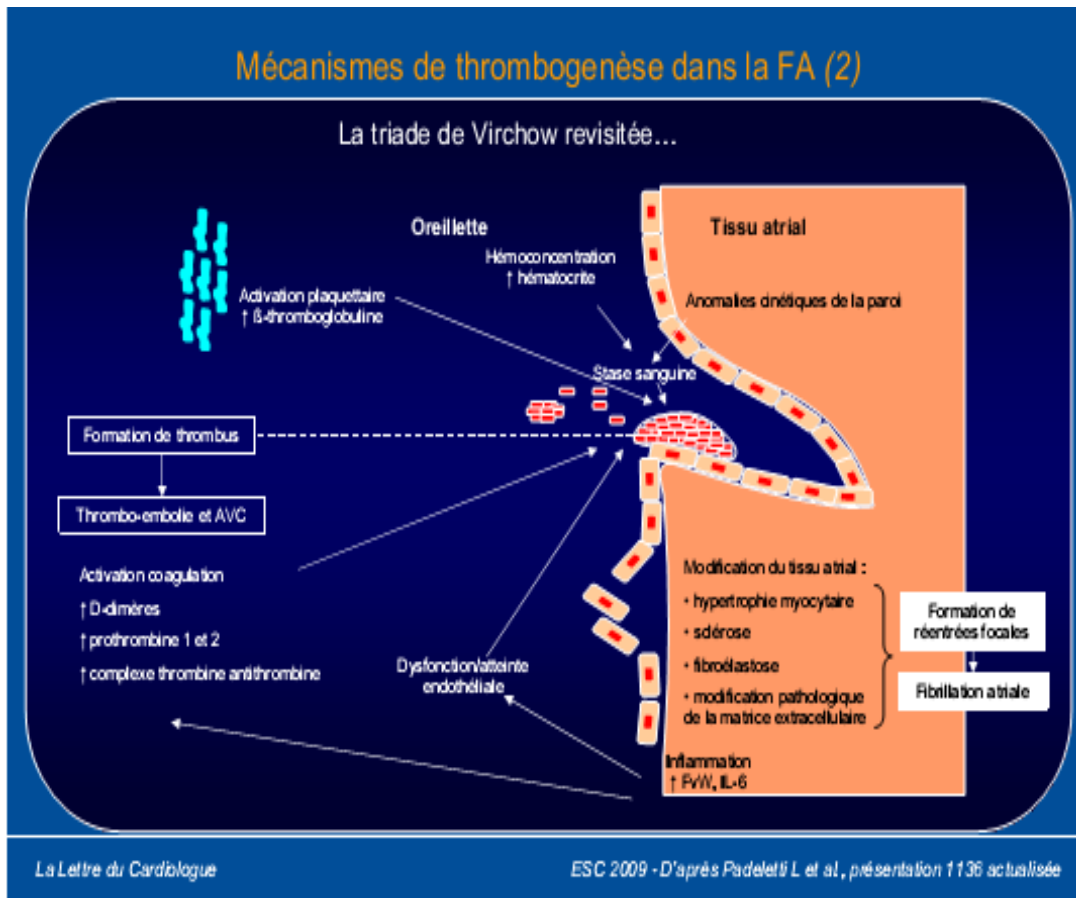 Mécanismes de thrombogenèse dans la FA (2)
La triade de Virchow revisitée...
Oreillette
Tissu atrial
Hémoconcentration
↑ hématocrite
Activation plaquettaire
↑ ß-thromboglobuline
Anomalies cinétiques de la paroi
Stase sanguine
Formation de thrombus
Thrombo-embolie et AVC
Activation coagulation
↑ D-dimères
↑ prothrombine 1 et 2
↑ complexe thrombine antithrombine
Dysfonction/atteinte
endothéliale
Modification du tissu atrial :
• hypertrophie myocytaire
• sclérose
• fibroélastose
• modification pathologique
de la matrice extracellulaire
Formation de
réentrées focales
Fibrillation atriale
Inflammation
↑ FvW, IL-6
La Lettre du Cardiologue
ESC 2009 - D'après Padeletti L et al., présentation 1136 actualisée